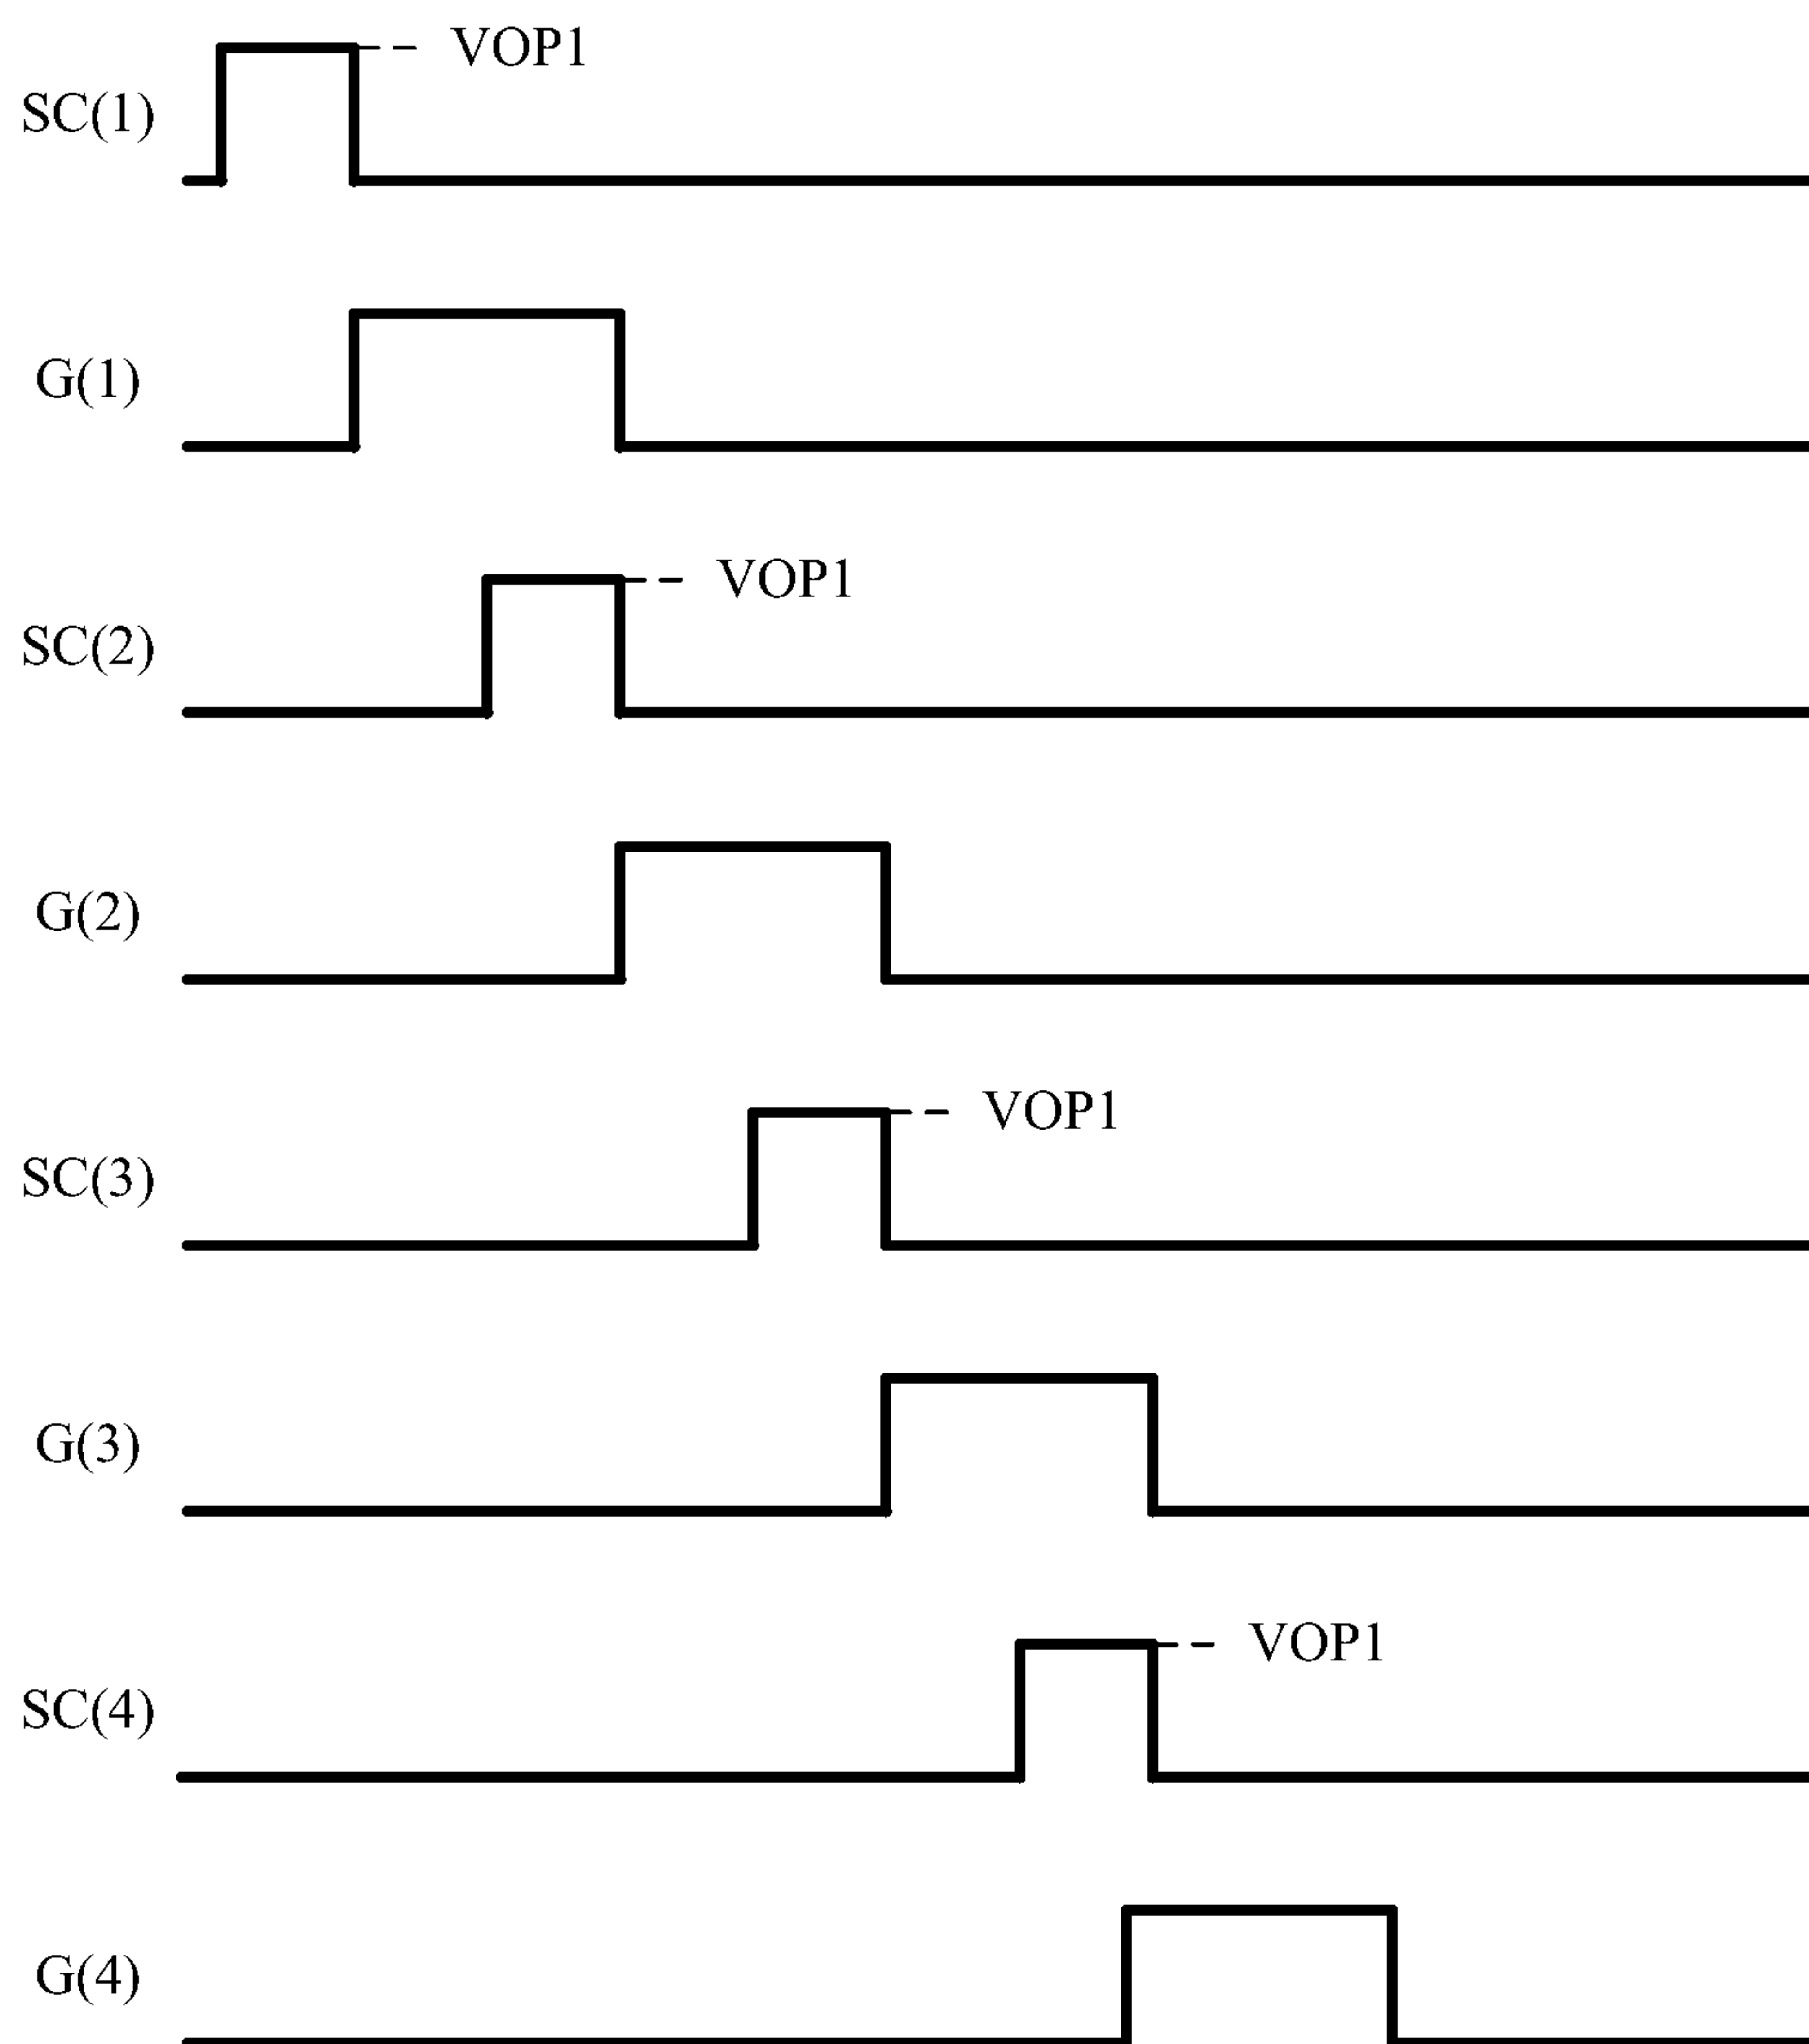 VOP1
SC(1)
G(1)
VOP1
SC(2)
G(2)
VOP1
SC(3)
G(3)
VOP1
SC(4)
G(4)